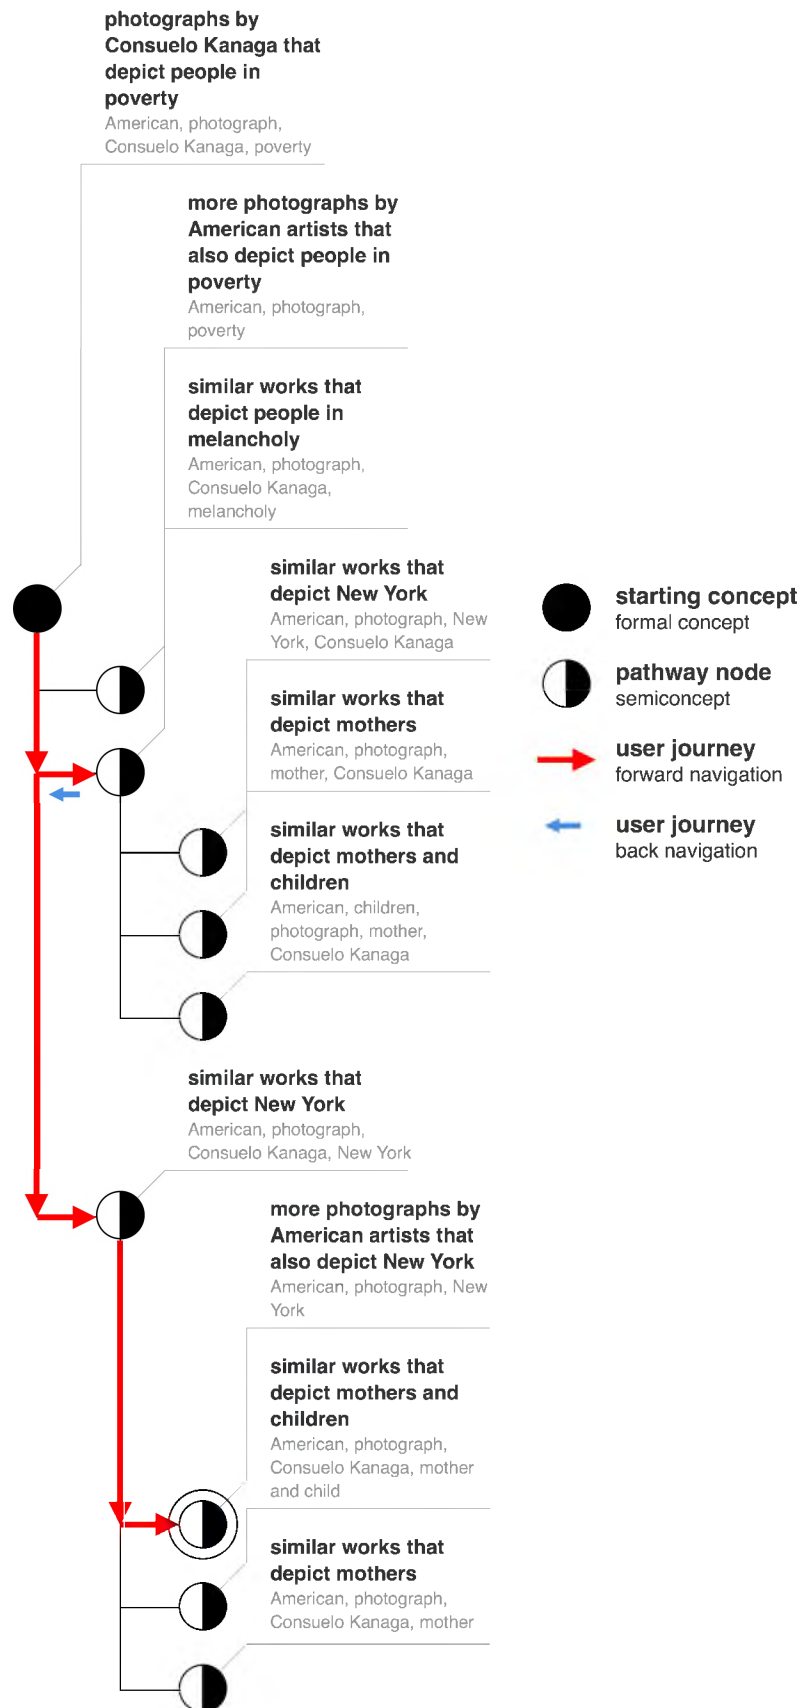 photographs by
Consuelo Kanaga that
depict people in
poverty
American, photograph,
Consuelo Kanaga, poverty
more photographs by
American artists that
also depict people in
poverty
American, photograph,
poverty
similar works that
depict people in
melancholy
American, photograph,
Consuelo Kanaga,
melancholy
similar works that
depict New York
American, photograph, New
York, Consuelo Kanaga
similar works that
depict mothers
American, photograph,
mother, Consuelo Kanaga
similar works that
depict mothers and
children
American, children,
photograph, mother,
Consuelo Kanaga
starting concept
formal concept
pathway node
semiconcept
user journey
forward navigation
user journey
back navigation
similar works that
depict New York
American, photograph,
Consuelo Kanaga, New York
more photographs by
American artists that
also depict New York
American, photograph, New
York
similar works that
depict mothers and
children
American, photograph,
Consuelo Kanaga, mother
and child
similar works that
depict mothers
American, photograph,
Consuelo Kanaga, mother